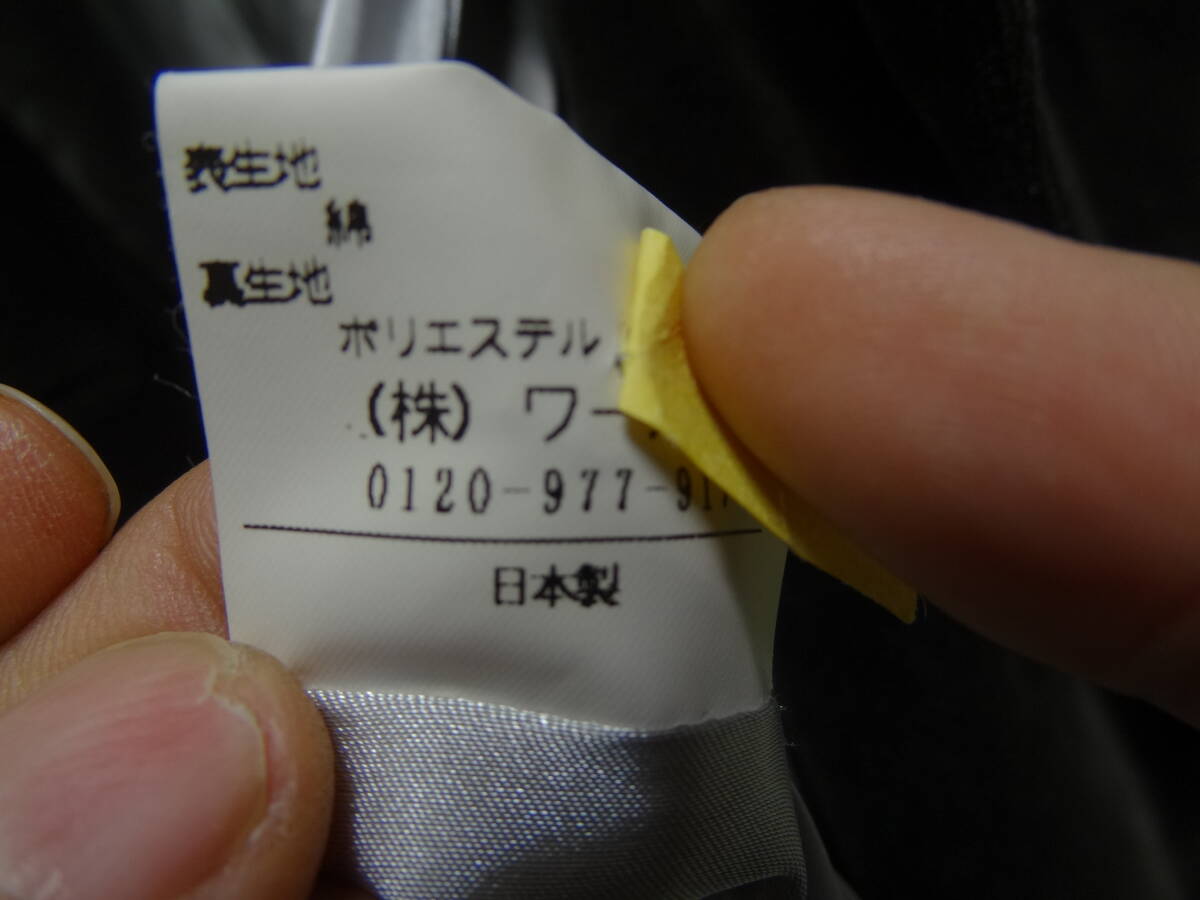 表生地
綿
裏生地
ポリエステル
(株) ワー
0120-977-91
日本製